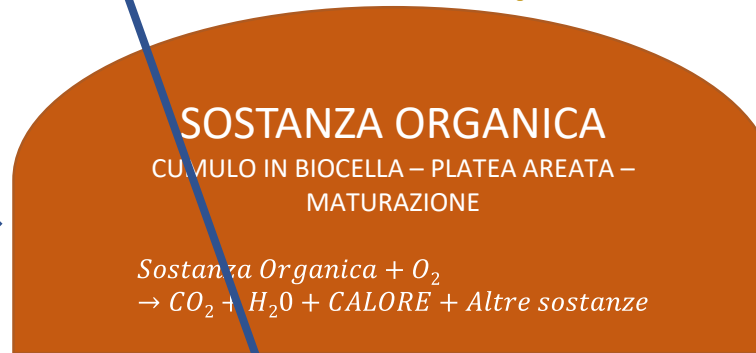 SOSTANZA ORGANICA
CUMULO IN BIOCELLA – PLATEA AREATA –
MATURAZIONE
Sostanza Organica + O₂
→ CO₂ + H₂0 + CALORE + Altre sostanze